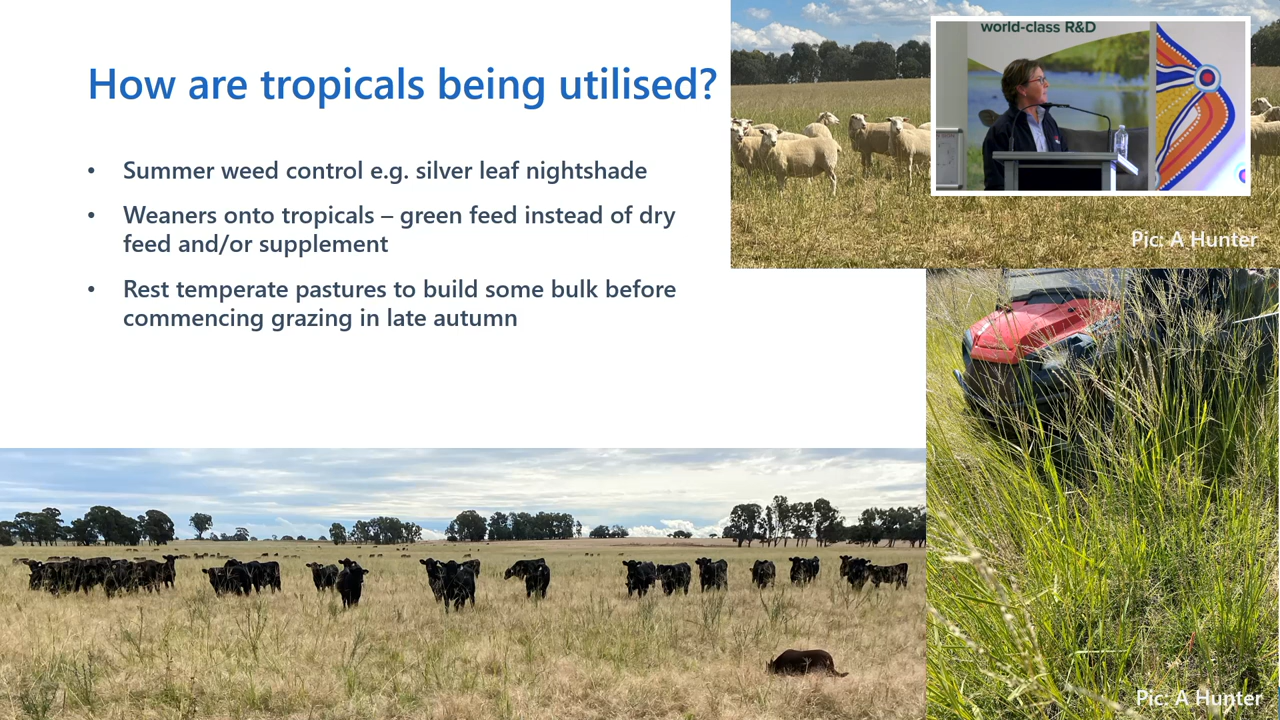 How are tropicals being utilised?
• Summer weed control e.g. silver leaf nightshade
• Weaners onto tropicals – green feed instead of dry
feed and/or supplement
• Rest temperate pastures to build some bulk before
commencing grazing in late autumn
world-class R&D
Pic: A Hunter
Pic: A Hunter